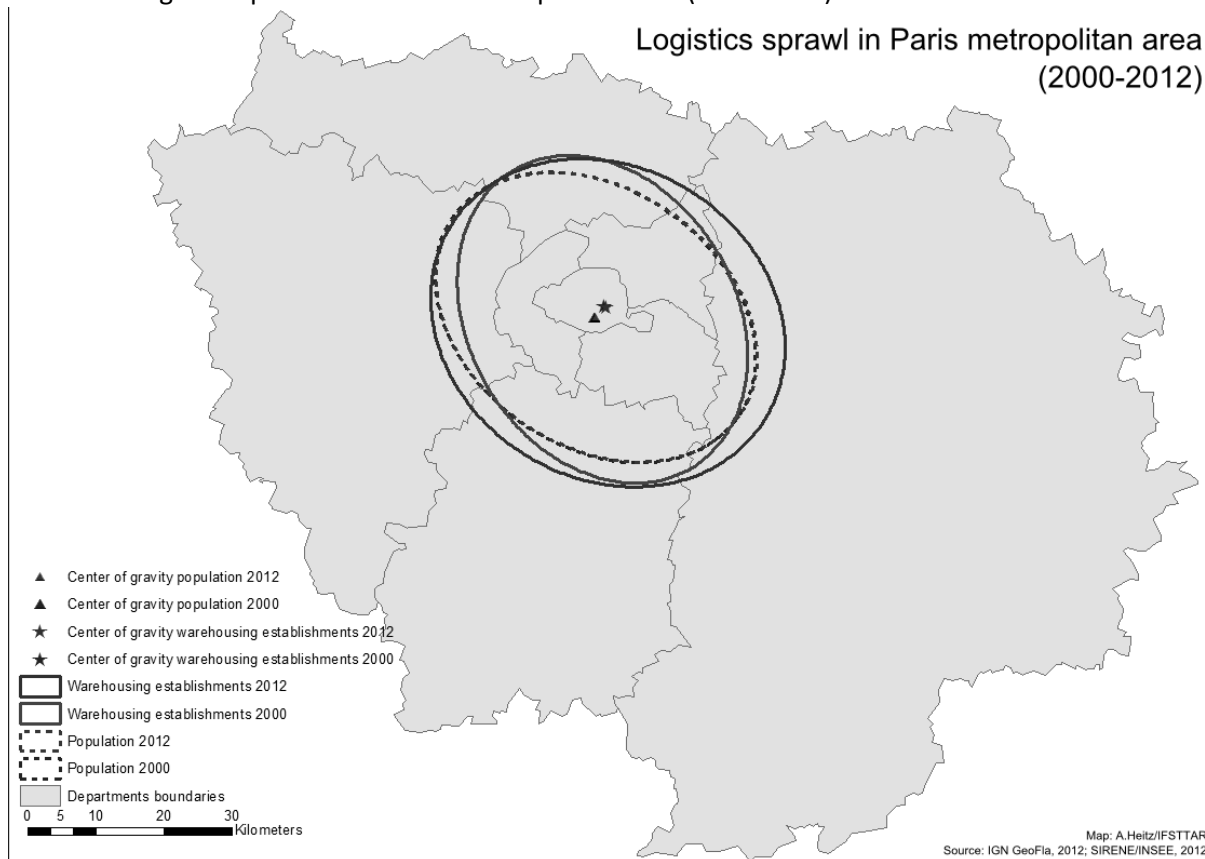 Logistics sprawl in Paris metropolitan area
(2000-2012)
Center of gravity population 2012
Center of gravity population 2000
Center of gravity warehousing establishments 2012
Center of gravity warehousing establishments 2000
Warehousing establishments 2012
Warehousing establishments 2000
Population 2012
Population 2000
Departments boundaries
0 5 10 20 30
Kilometers
Map: A.Heitz/IFSTTAR
Source: IGN GeoFla, 2012; SIRENE/INSEE, 2012